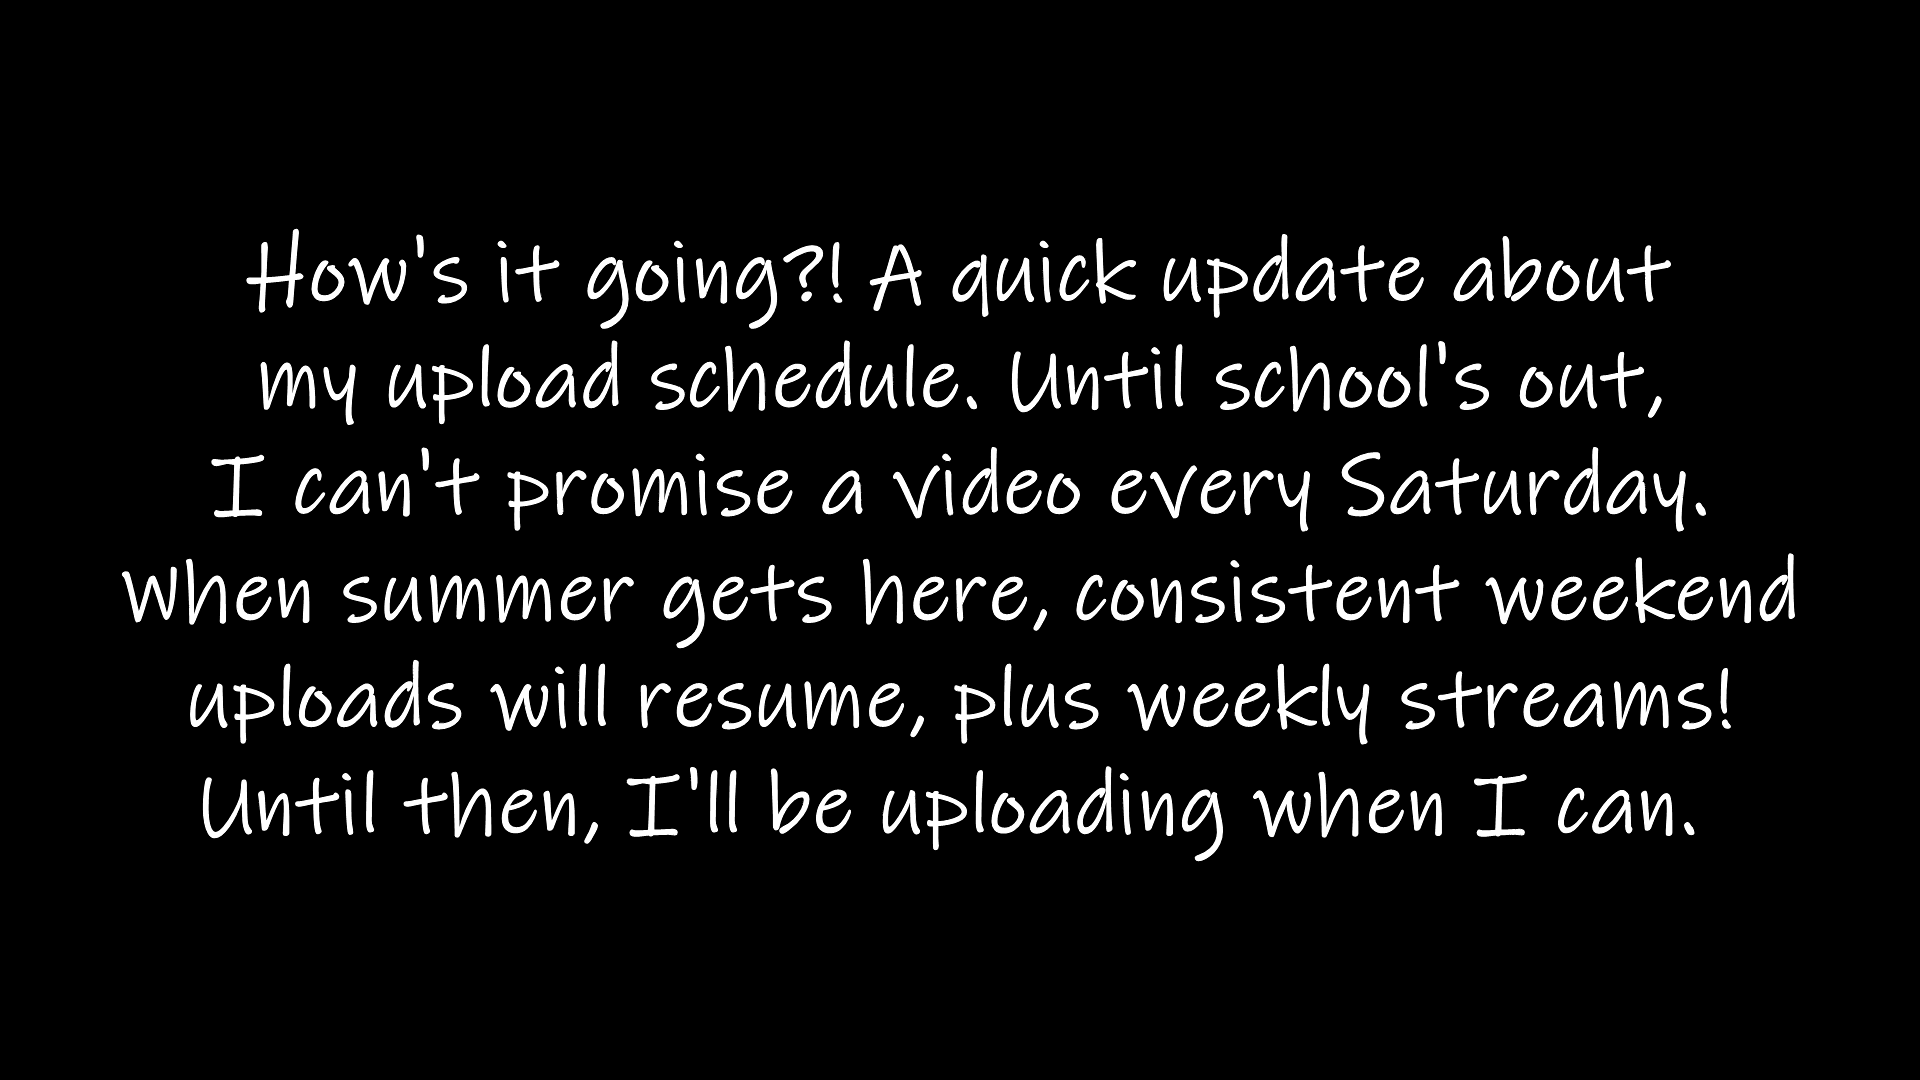 How's it going?! A quick update about
my upload schedule. Until school's out,
I can't promise a video every Saturday.
When summer gets here, consistent weekend
uploads will resume, plus weekly streams!
Until then, I'll be uploading when I can.